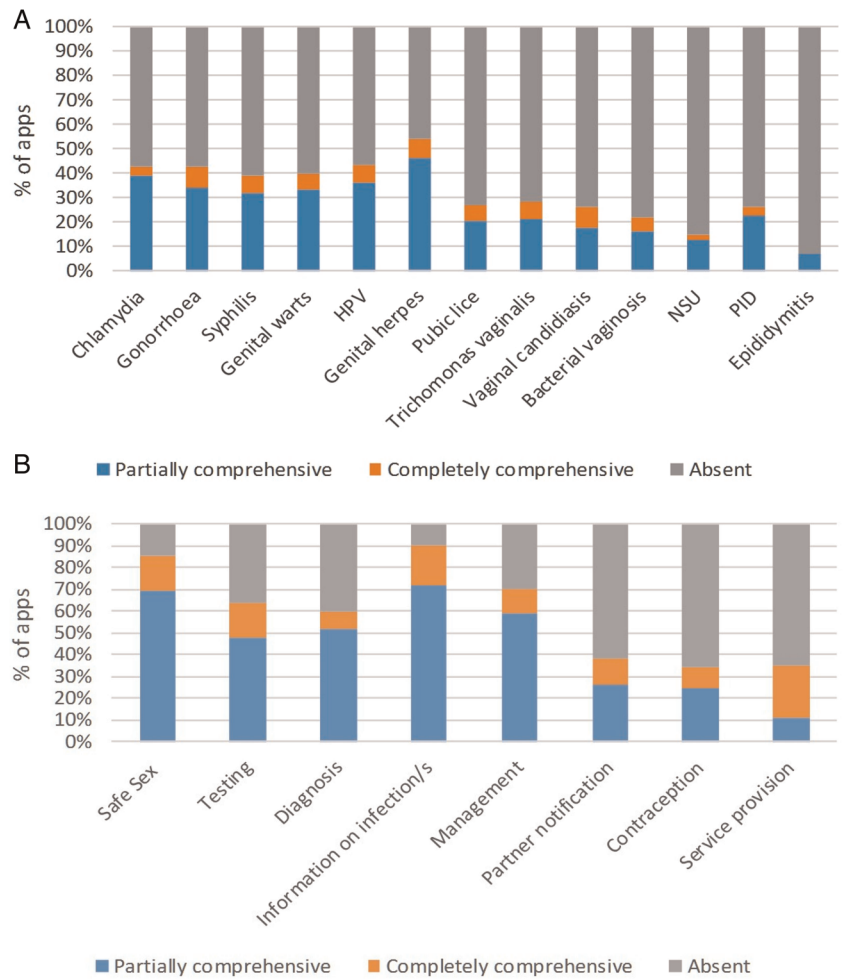 A
100%
90%
80%
70%
60%
50%
40%
30%
20%
10%
0%
% of apps
Chlamydia
Gonorrhoea
Syphilis
Genital warts
HPV
Genital herpes
Pubic lice
Trichomonas vaginalis
Vaginal candidiasis
Bacterial vaginosis
NSU
PID
Epididymitis
Partially comprehensive Completely comprehensive Absent
B
100%
90%
80%
70%
60%
50%
40%
30%
20%
10%
0%
% of apps
Safe Sex
Testing
Diagnosis
Information on infection/s
Management
Partner notification
Contraception
Service provision
Partially comprehensive Completely comprehensive Absent